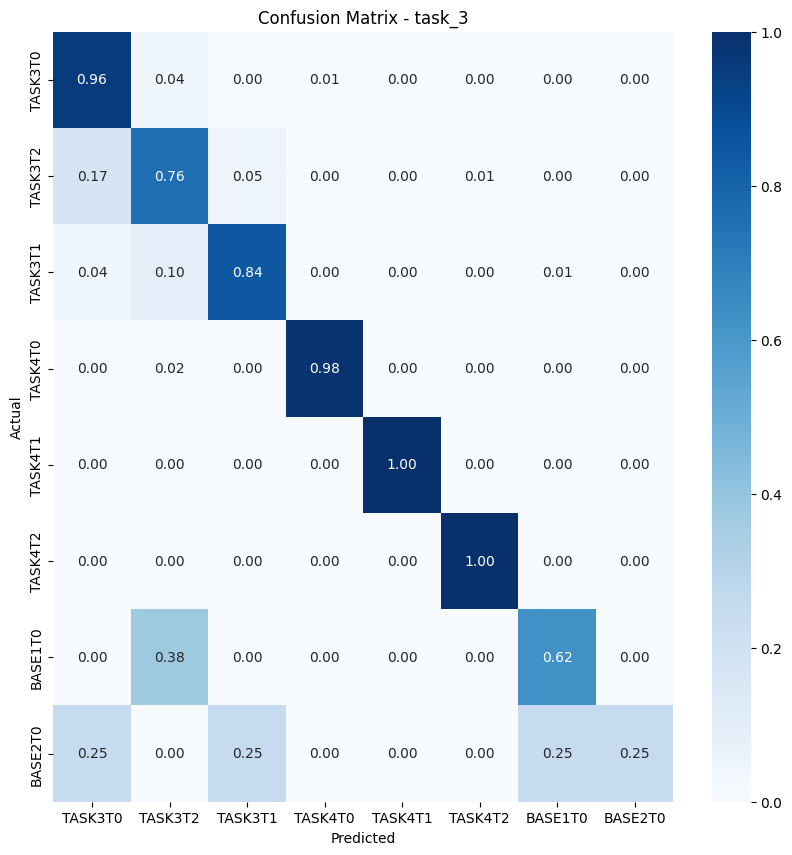 Confusion Matrix - task_3
TASK3T0 0.96 0.04 0.00 0.01 0.00 0.00 0.00 0.00
TASK3T2 0.17 0.76 0.05 0.00 0.00 0.01 0.00 0.00
TASK3T1 0.04 0.10 0.84 0.00 0.00 0.00 0.01 0.00
TASK4T0 0.00 0.02 0.00 0.98 0.00 0.00 0.00 0.00
TASK4T1 0.00 0.00 0.00 0.00 1.00 0.00 0.00 0.00
TASK4T2 0.00 0.00 0.00 0.00 0.00 1.00 0.00 0.00
BASE1T0 0.00 0.38 0.00 0.00 0.00 0.00 0.62 0.00
BASE2T0 0.25 0.00 0.25 0.00 0.00 0.00 0.25 0.25
Actual
TASK3T0 TASK3T2 TASK3T1 TASK4T0 TASK4T1 TASK4T2 BASE1T0 BASE2T0
Predicted
1.0
0.8
0.6
0.4
0.2
0.0